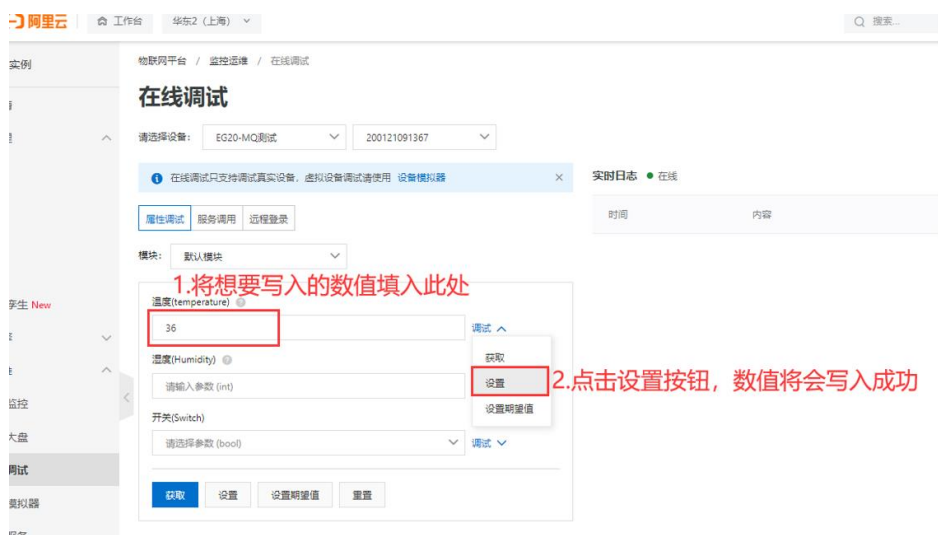 阿里云 工作台 华东2（上海） 搜索...
实例
物联网平台 / 监控运维 / 在线调试
在线调试
请选择设备： EG20-MQ测试 200121091367
在线调试只支持调试真实设备，虚拟设备调试请使用 设备模拟器
实时日志 在线
属性调试 服务调用 远程登录
时间 内容
模块： 默认模块
1.将想要写入的数值填入此处
孪生 New
温度(temperature)
36 调试
湿度(Humidity)
获取
请输入参数 (int)
设置
2.点击设置按钮，数值将会写入成功
监控
设置期望值
开关(Switch)
大盘
请选择参数 (bool) 调试
调试
获取 设置 设置期望值 重置
模拟器